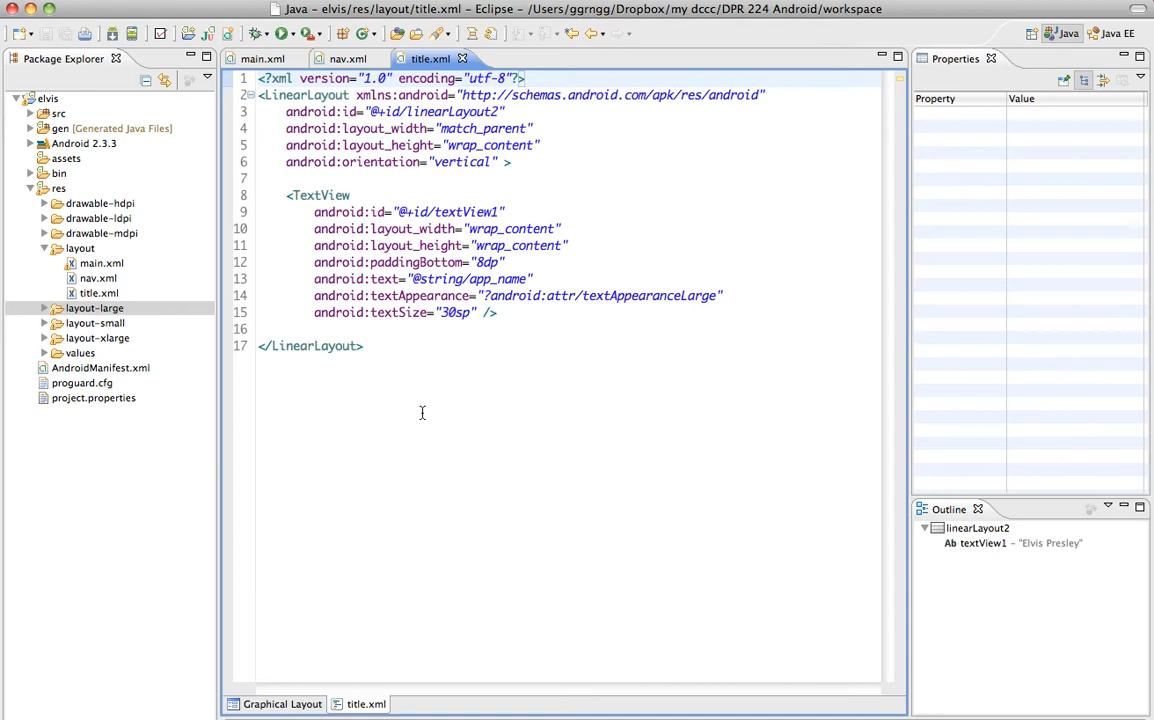 Java - elvis/res/layout/title.xml - Eclipse - /Users/ggrngg/Dropbox/my dccc/DPR 224 Android/workspace
Java
Java EE
Package Explorer
elvis
src
gen [Generated Java Files]
Android 2.3.3
assets
bin
res
drawable-hdpi
drawable-ldpi
drawable-mdpi
layout
main.xml
nav.xml
title.xml
layout-large
layout-small
layout-xlarge
values
AndroidManifest.xml
proguard.cfg
project.properties
main.xml
nav.xml
title.xml
1 <?xml version="1.0" encoding="utf-8"?>
2 <LinearLayout xmlns:android="http://schemas.android.com/apk/res/android"
3 android:id="@+id/linearLayout2"
4 android:layout_width="match_parent"
5 android:layout_height="wrap_content"
6 android:orientation="vertical" >
7
8 <TextView
9 android:id="@+id/textView1"
10 android:layout_width="wrap_content"
11 android:layout_height="wrap_content"
12 android:paddingBottom="8dp"
13 android:text="@string/app_name"
14 android:textAppearance="?android:attr/textAppearanceLarge"
15 android:textSize="30sp" />
16
17 </LinearLayout>
Graphical Layout
title.xml
Properties
Property Value
Outline
linearLayout2
Ab textView1 - "Elvis Presley"